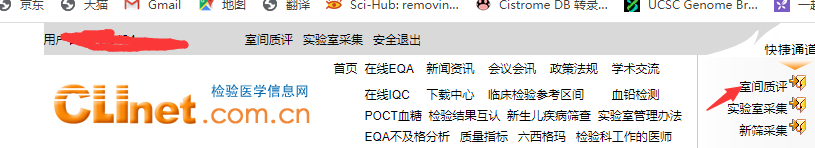 京东 天猫 Gmail 地图 翻译 Sci-Hub: removin... Cistrome DB 转录... UCSC Genome Br...
用户 室间质评 实验室采集 安全退出
快捷通道
首页 在线EQA 新闻资讯 会议会讯 政策法规 学术交流
检验医学信息网
CLinet.com.cn
在线IQC 下载中心 临床检验参考区间 血铅检测
POCT血糖 检验结果互认 新生儿疾病筛查 实验室管理办法
EQA不及格分析 质量指标 六西格玛 检验科工作的医师
室间质评
实验室采集
新筛采集